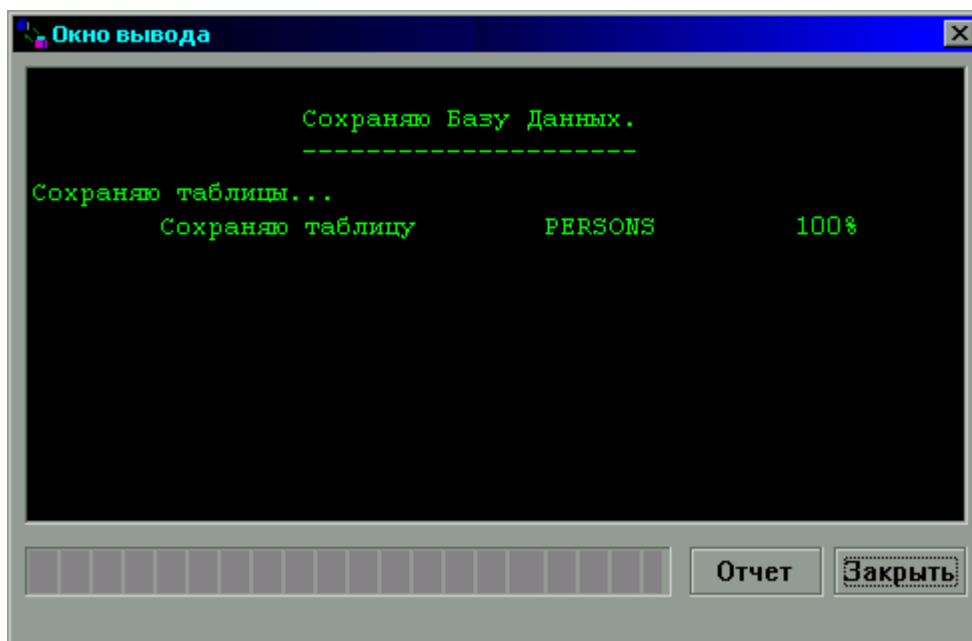 Окно вывода
Сохраняю Базу Данных.
---------------------
Сохраняю таблицы...
Сохраняю таблицу PERSONS 100%
Отчет Закрыть